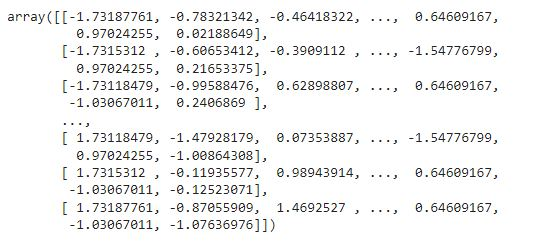 array([[-1.73187761, -0.78321342, -0.46418322, ...,  0.64609167,
         0.97024255,  0.02188649],
       [-1.7315312 , -0.60653412, -0.3909112 , ..., -1.54776799,
         0.97024255,  0.21653375],
       [-1.73118479, -0.99588476,  0.62898807, ...,  0.64609167,
        -1.03067011,  0.2406869 ],
       ...,
       [ 1.73118479, -1.47928179,  0.07353887, ..., -1.54776799,
         0.97024255, -1.00864308],
       [ 1.7315312 , -0.11935577,  0.98943914, ...,  0.64609167,
        -1.03067011, -0.12523071],
       [ 1.73187761, -0.87055909,  1.4692527 , ...,  0.64609167,
        -1.03067011, -1.07636976]])